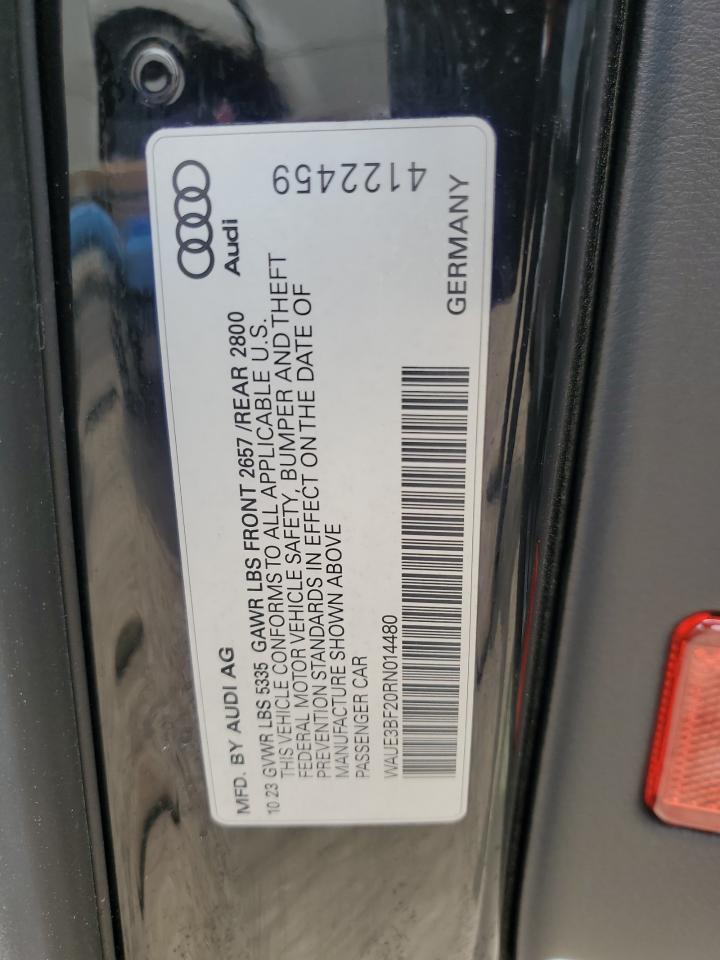 MFD. BY AUDI AG
Audi
10 23 GVWR LBS 5335 GAWR LBS FRONT 2657 /REAR 2800
THIS VEHICLE CONFORMS TO ALL APPLICABLE U.S.
FEDERAL MOTOR VEHICLE SAFETY, BUMPER AND THEFT
PREVENTION STANDARDS IN EFFECT ON THE DATE OF
MANUFACTURE SHOWN ABOVE
PASSENGER CAR
4122459
WAUE3BF20RN014480
GERMANY